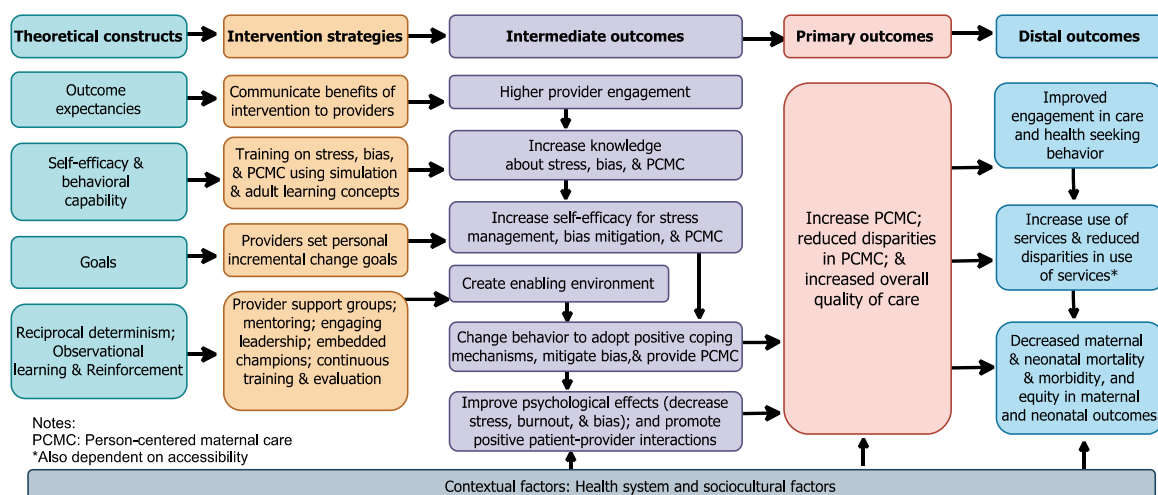 Theoretical constructs
Intervention strategies
Intermediate outcomes
Primary outcomes
Distal outcomes
Outcome
expectancies
Communicate benefits of
intervention to providers
Higher provider engagement
Self-efficacy &
behavioral
capability
Training on stress, bias,
& PCMC using simulation
& adult learning concepts
Increase knowledge
about stress, bias, & PCMC
Goals
Providers set personal
incremental change goals
Increase self-efficacy for stress
management, bias mitigation, & PCMC
Reciprocal determinism;
Observational
learning & Reinforcement
Provider support groups;
mentoring; engaging
leadership; embedded
champions; continuous
training & evaluation
Create enabling environment
Change behavior to adopt positive coping
mechanisms, mitigate bias,& provide PCMC
Improve psychological effects (decrease
stress, burnout, & bias); and promote
positive patient-provider interactions
Increase PCMC;
reduced disparities
in PCMC; &
increased overall
quality of care
Improved
engagement in care
and health seeking
behavior
Increase use of
services & reduced
disparities in use
of services*
Decreased maternal
& neonatal mortality
& morbidity, and
equity in maternal
and neonatal outcomes
Notes:
PCMC: Person-centered maternal care
*Also dependent on accessibility
Contextual factors: Health system and sociocultural factors